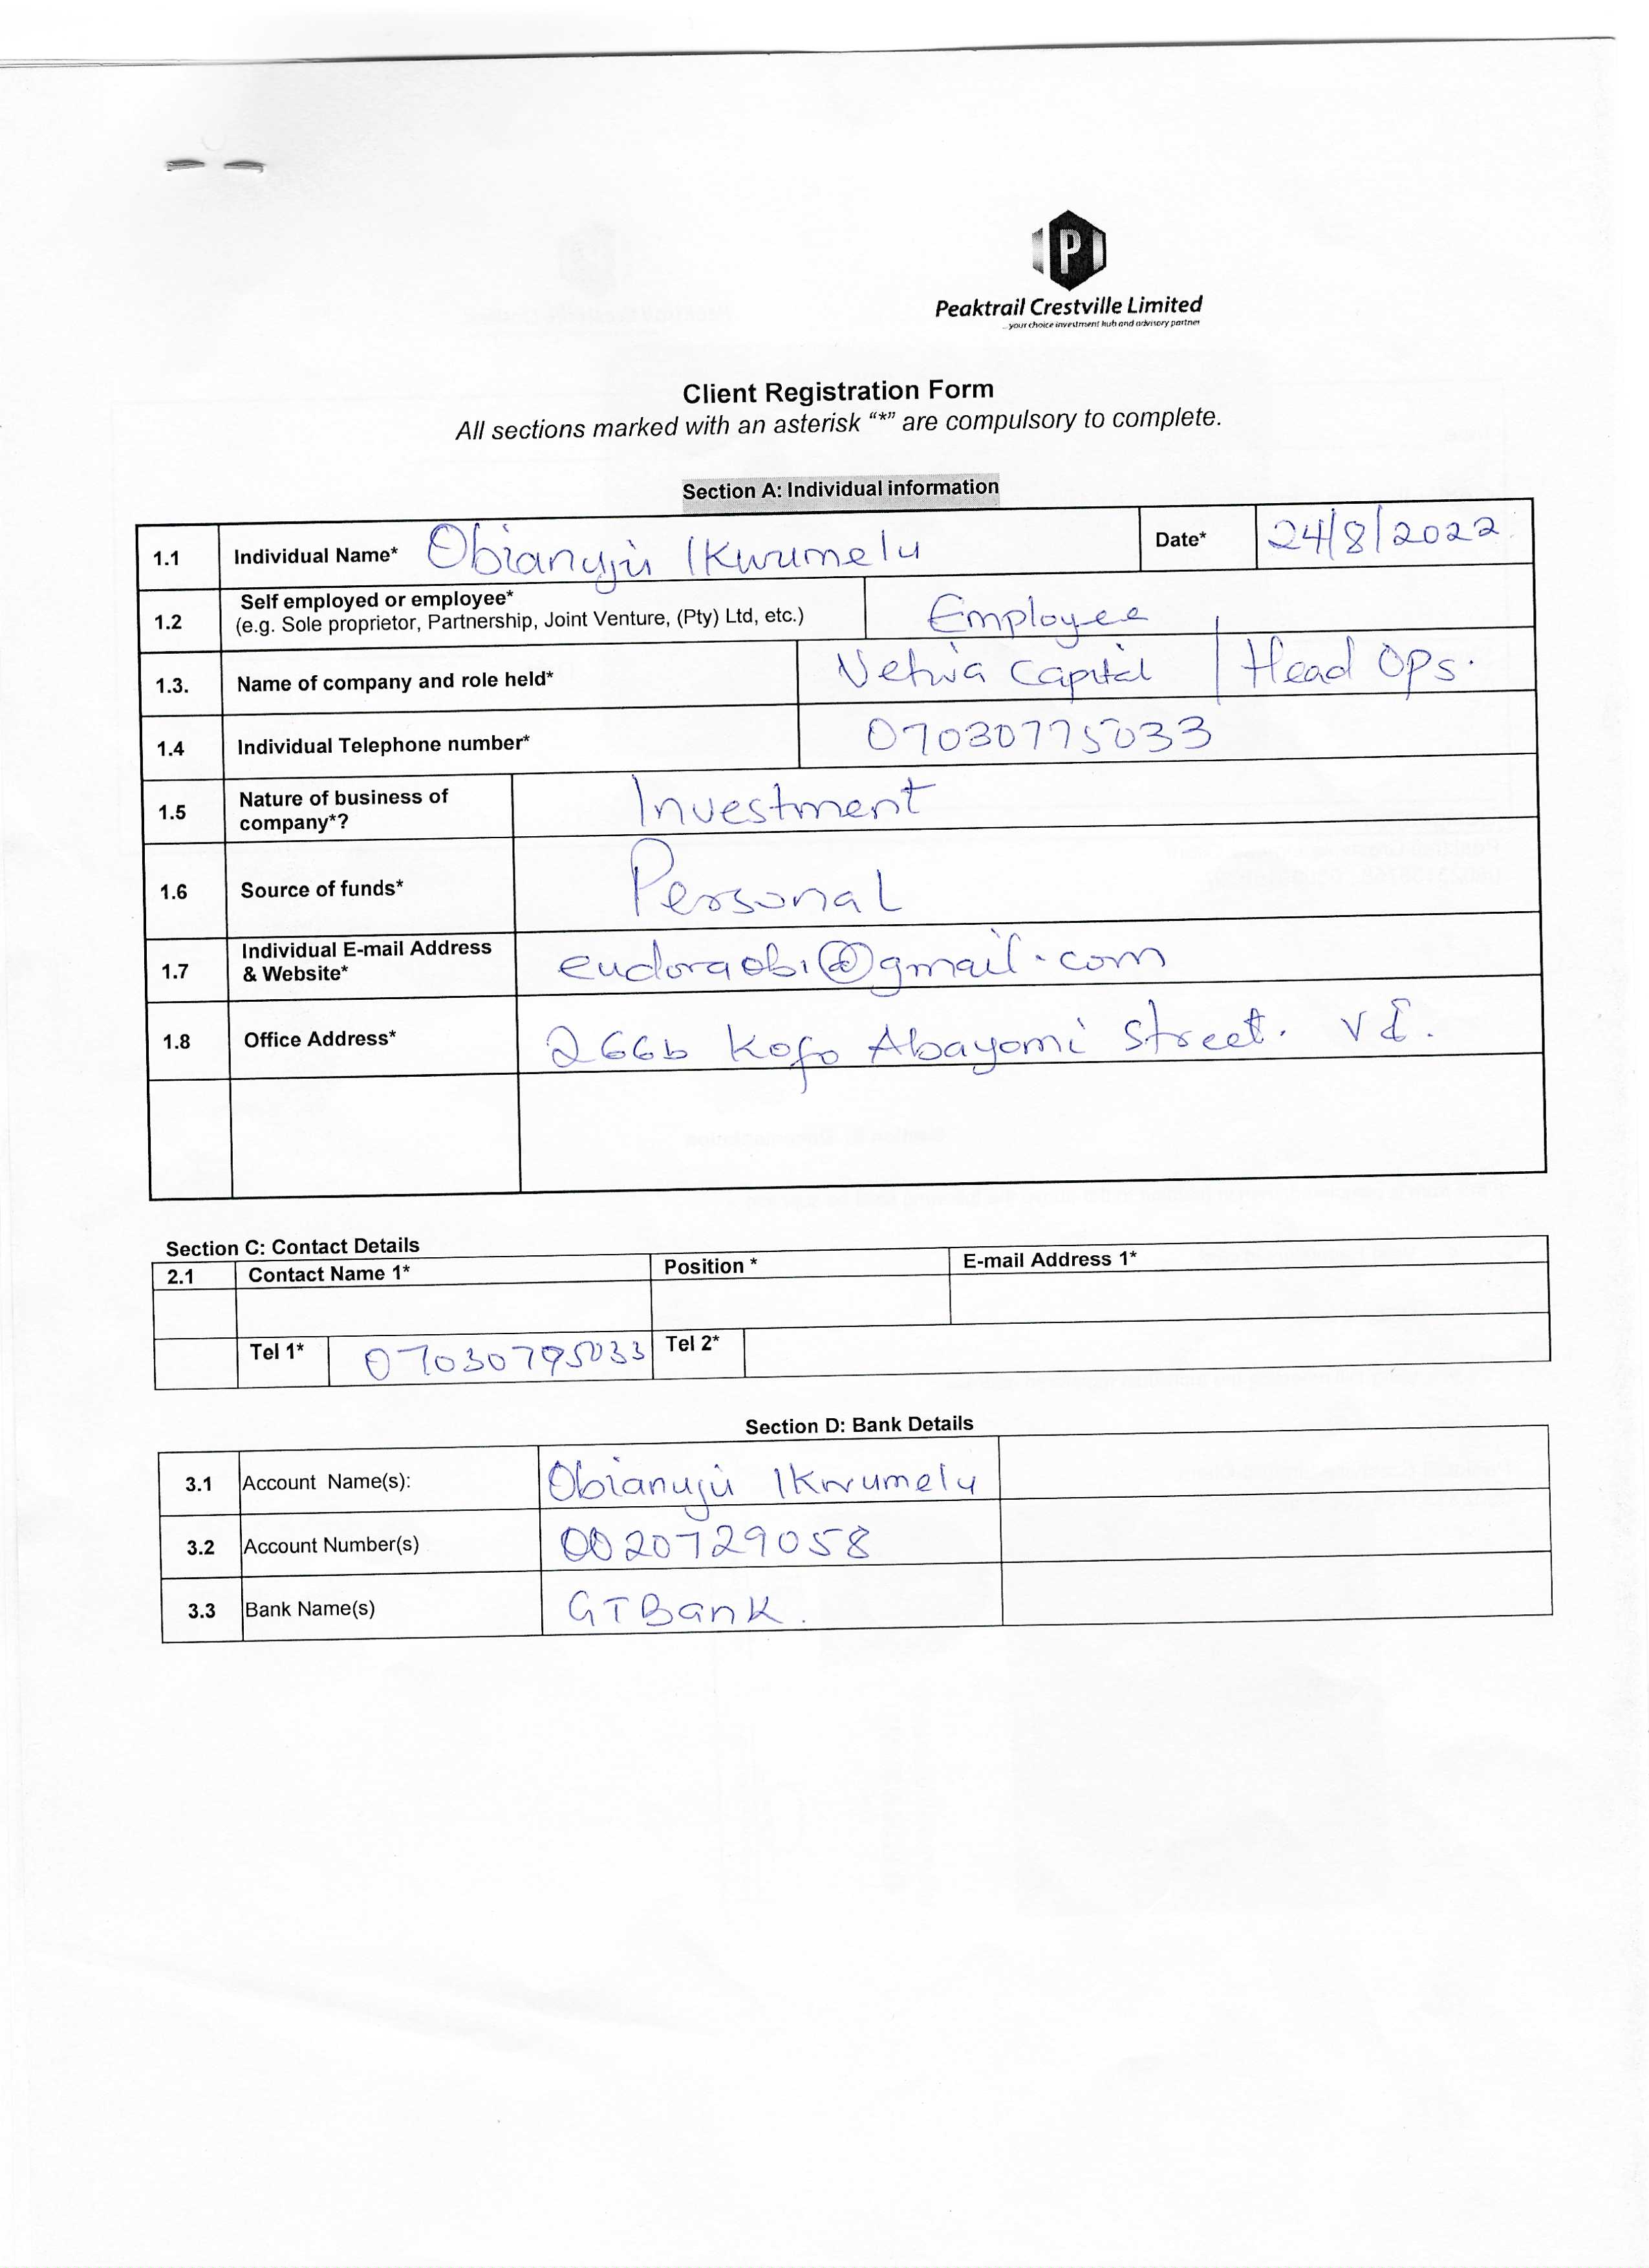 Peaktrail Crestville Limited
...your choice investment hub and advisory partner
Client Registration Form
All sections marked with an asterisk “*” are compulsory to complete.
Section A: Individual information
1.1 Individual Name* Obianuju Ikwumelu Date* 24/8/2022
1.2 Self employed or employee* (e.g. Sole proprietor, Partnership, Joint Venture, (Pty) Ltd, etc.) Employee
1.3. Name of company and role held* Capital | Head Ops.
1.4 Individual Telephone number* 07030775033
1.5 Nature of business of company*? Investment
1.6 Source of funds* Personal
1.7 Individual E-mail Address & Website* eudoraobi@gmail.com
1.8 Office Address* 266b Kofo Abayomi Street. VI.
Section C: Contact Details
2.1 Contact Name 1* Position * E-mail Address 1*
Tel 1* 07030795033 Tel 2*
Section D: Bank Details
3.1 Account Name(s): Obianuju Ikwumelu
3.2 Account Number(s) 0020729058
3.3 Bank Name(s) GTBank.